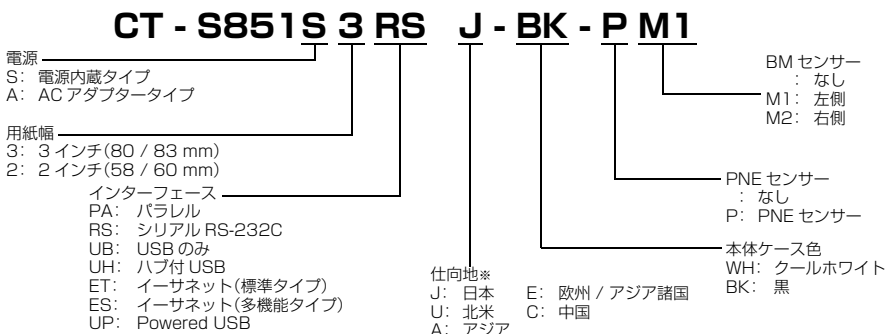 CT - S851S 3 RS J - BK - P M1
電源
S: 電源内蔵タイプ
A: AC アダプタータイプ
用紙幅
3: 3 インチ(80 / 83 mm)
2: 2 インチ(58 / 60 mm)
インターフェース
PA: パラレル
RS: シリアル RS-232C
UB: USB のみ
UH: ハブ付 USB
ET: イーサネット(標準タイプ)
ES: イーサネット(多機能タイプ)
UP: Powered USB
仕向地※
J: 日本 E: 欧州 / アジア諸国
U: 北米 C: 中国
A: アジア
BM センサー
: なし
M1: 左側
M2: 右側
PNE センサー
: なし
P: PNE センサー
本体ケース色
WH: クールホワイト
BK: 黒